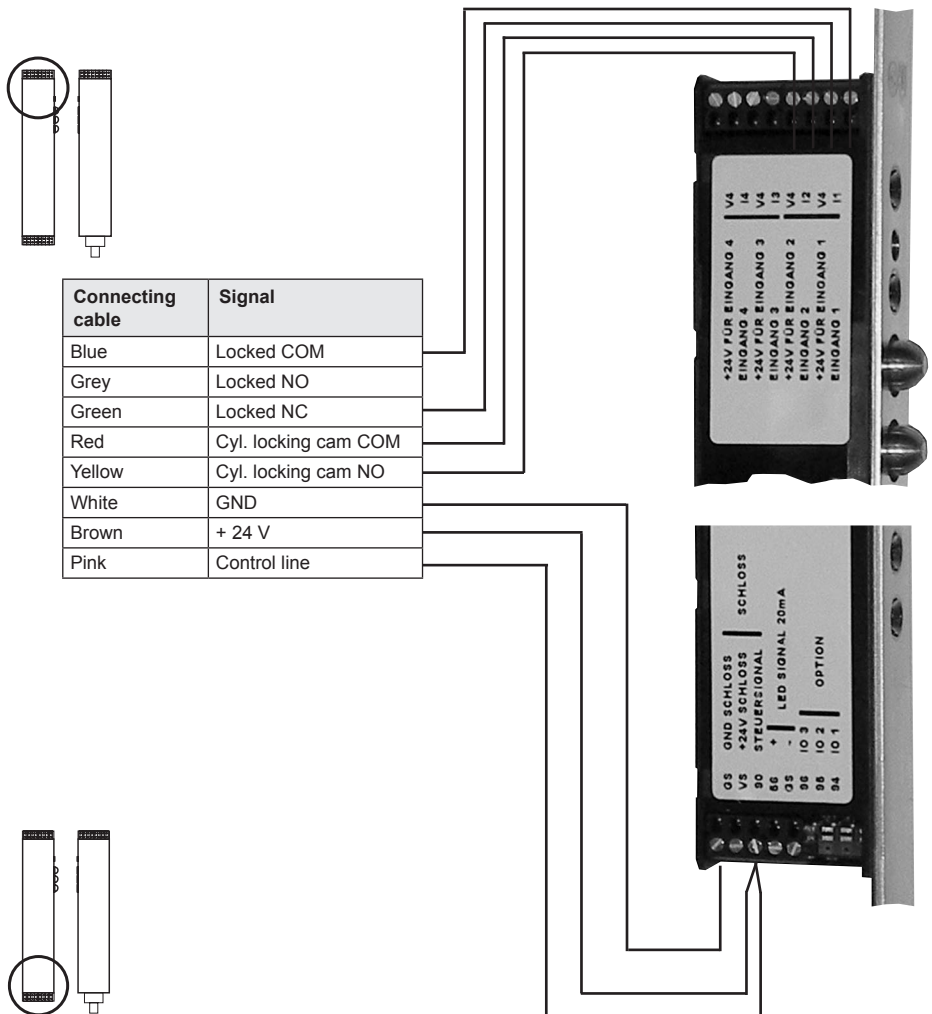 Connecting cable
Signal
Blue
Locked COM
Grey
Locked NO
Green
Locked NC
Red
Cyl. locking cam COM
Yellow
Cyl. locking cam NO
White
GND
Brown
+ 24 V
Pink
Control line
+24V FÜR EINGANG 4 V4
EINGANG 4 I4
+24V FÜR EINGANG 3 V4
EINGANG 3 I3
+24V FÜR EINGANG 2 V4
EINGANG 2 I2
+24V FÜR EINGANG 1 V4
EINGANG 1 I1
GS GND SCHLOSS
VS +24V SCHLOSS
90 STEUERSIGNAL
SCHLOSS
+
GS -
LED SIGNAL 20mA
96 IO 3
95 IO 2
94 IO 1
OPTION